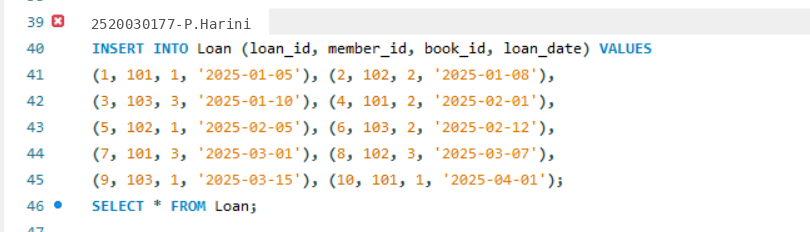 39 2520030177-P.Harini
40 INSERT INTO Loan (loan_id, member_id, book_id, loan_date) VALUES
41 (1, 101, 1, '2025-01-05'), (2, 102, 2, '2025-01-08'),
42 (3, 103, 3, '2025-01-10'), (4, 101, 2, '2025-02-01'),
43 (5, 102, 1, '2025-02-05'), (6, 103, 2, '2025-02-12'),
44 (7, 101, 3, '2025-03-01'), (8, 102, 3, '2025-03-07'),
45 (9, 103, 1, '2025-03-15'), (10, 101, 1, '2025-04-01');
46 SELECT * FROM Loan;